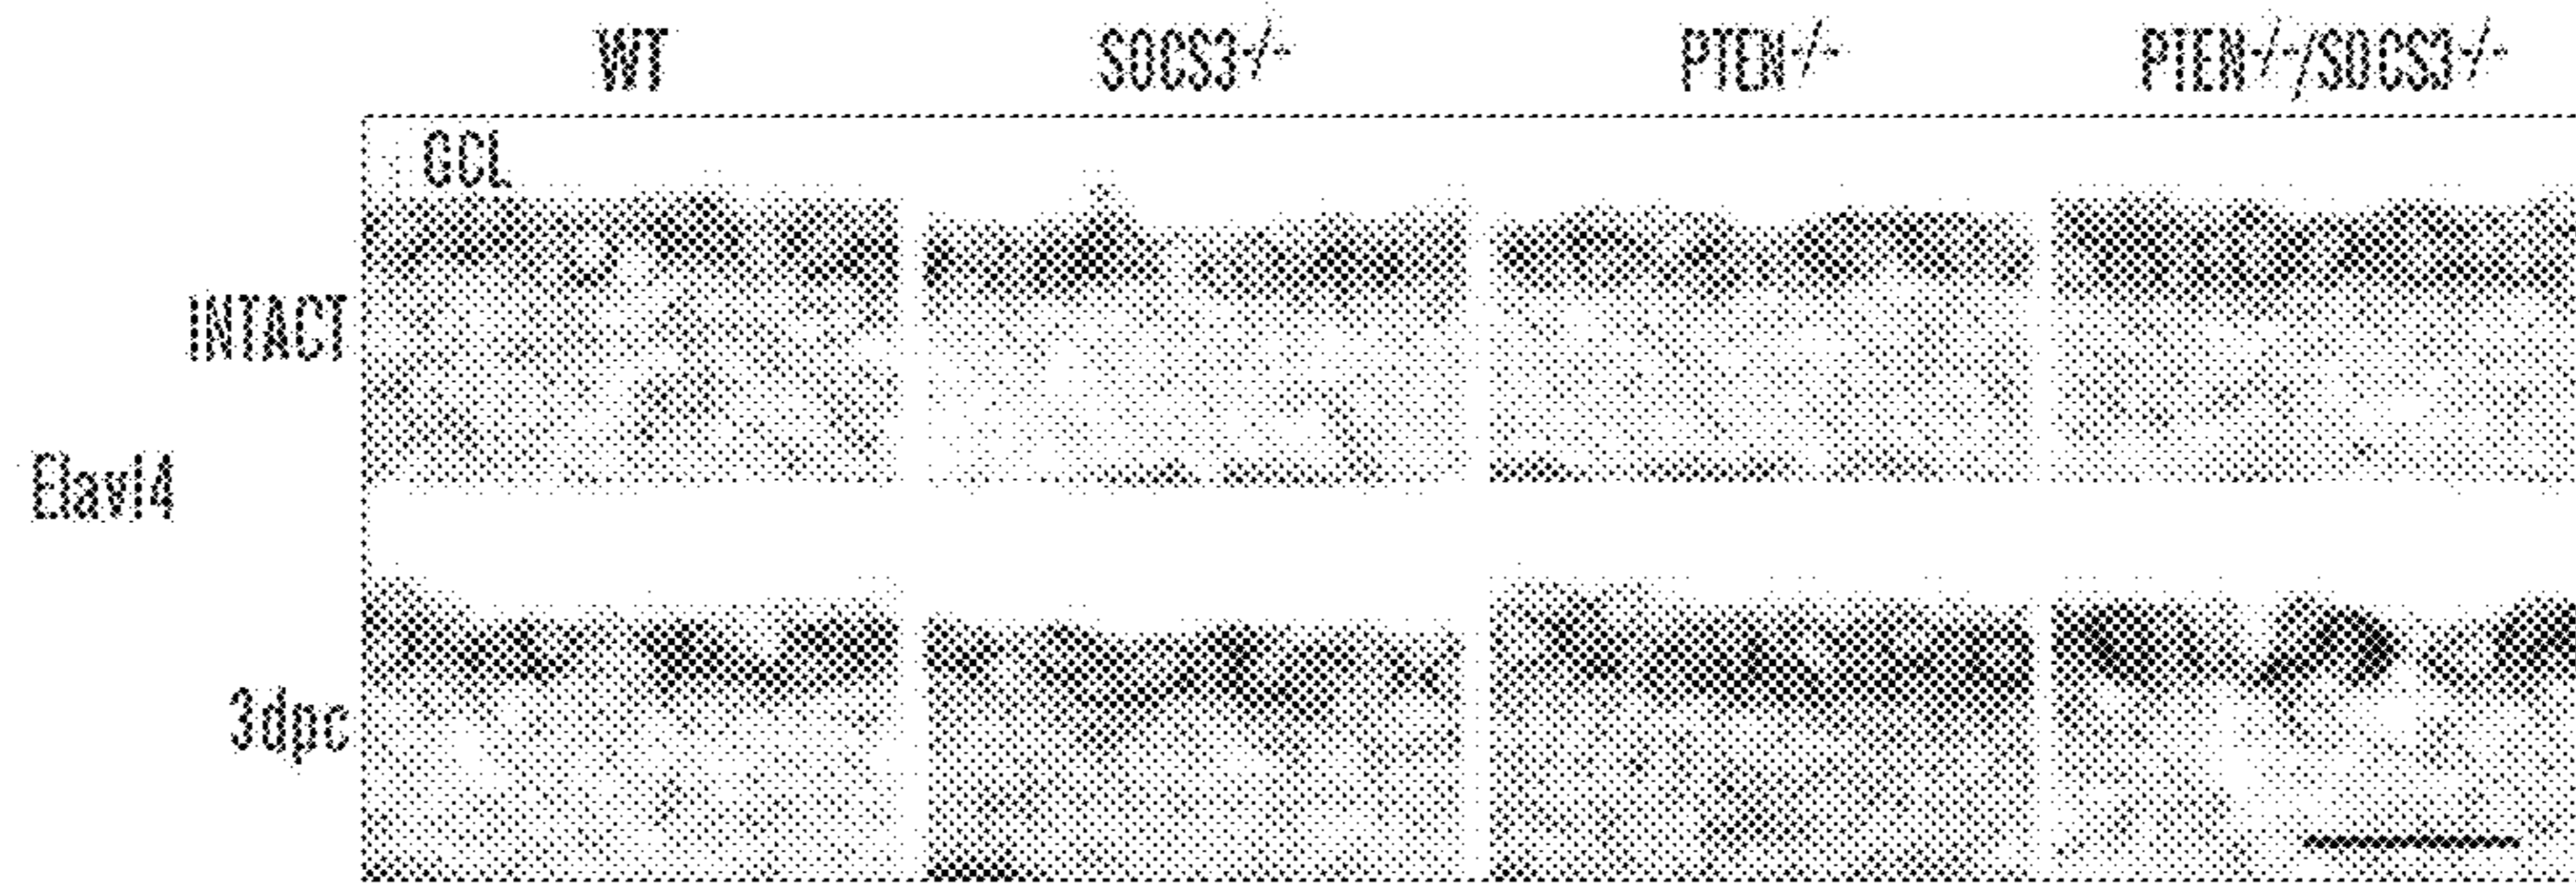 WT SOCS3-/- PTEN-/- PTEN-/-/SOCS3-/-
GCL
INTACT
Elavl4
3dpc